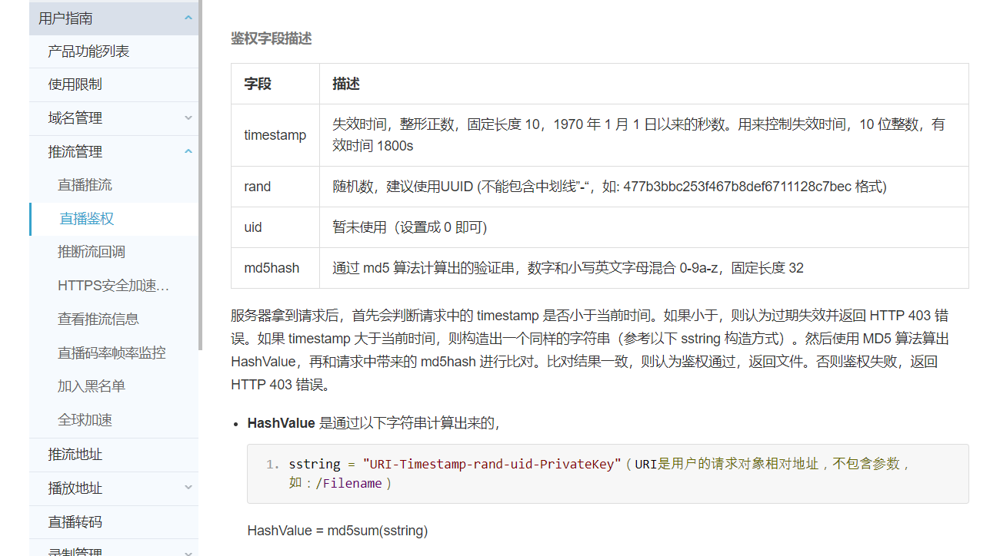 用户指南
产品功能列表
使用限制
域名管理
推流管理
直播推流
直播鉴权
推断流回调
HTTPS安全加速…
查看推流信息
直播码率帧率监控
加入黑名单
全球加速
推流地址
播放地址
直播转码
录制管理
鉴权字段描述
字段 描述
timestamp 失效时间，整形正数，固定长度 10，1970 年 1 月 1 日以来的秒数。用来控制失效时间，10 位整数，有
效时间 1800s
rand 随机数，建议使用UUID (不能包含中划线”-“，如: 477b3bbc253f467b8def6711128c7bec 格式)
uid 暂未使用（设置成 0 即可)
md5hash 通过 md5 算法计算出的验证串，数字和小写英文字母混合 0-9a-z，固定长度 32
服务器拿到请求后，首先会判断请求中的 timestamp 是否小于当前时间。如果小于，则认为过期失效并返回 HTTP 403 错
误。如果 timestamp 大于当前时间，则构造出一个同样的字符串（参考以下 sstring 构造方式）。然后使用 MD5 算法算出
HashValue，再和请求中带来的 md5hash 进行比对。比对结果一致，则认为鉴权通过，返回文件。否则鉴权失败，返回
HTTP 403 错误。
• HashValue 是通过以下字符串计算出来的，
1. sstring = "URI-Timestamp-rand-uid-PrivateKey"（URI是用户的请求对象相对地址，不包含参数，
如：/Filename）
HashValue = md5sum(sstring)